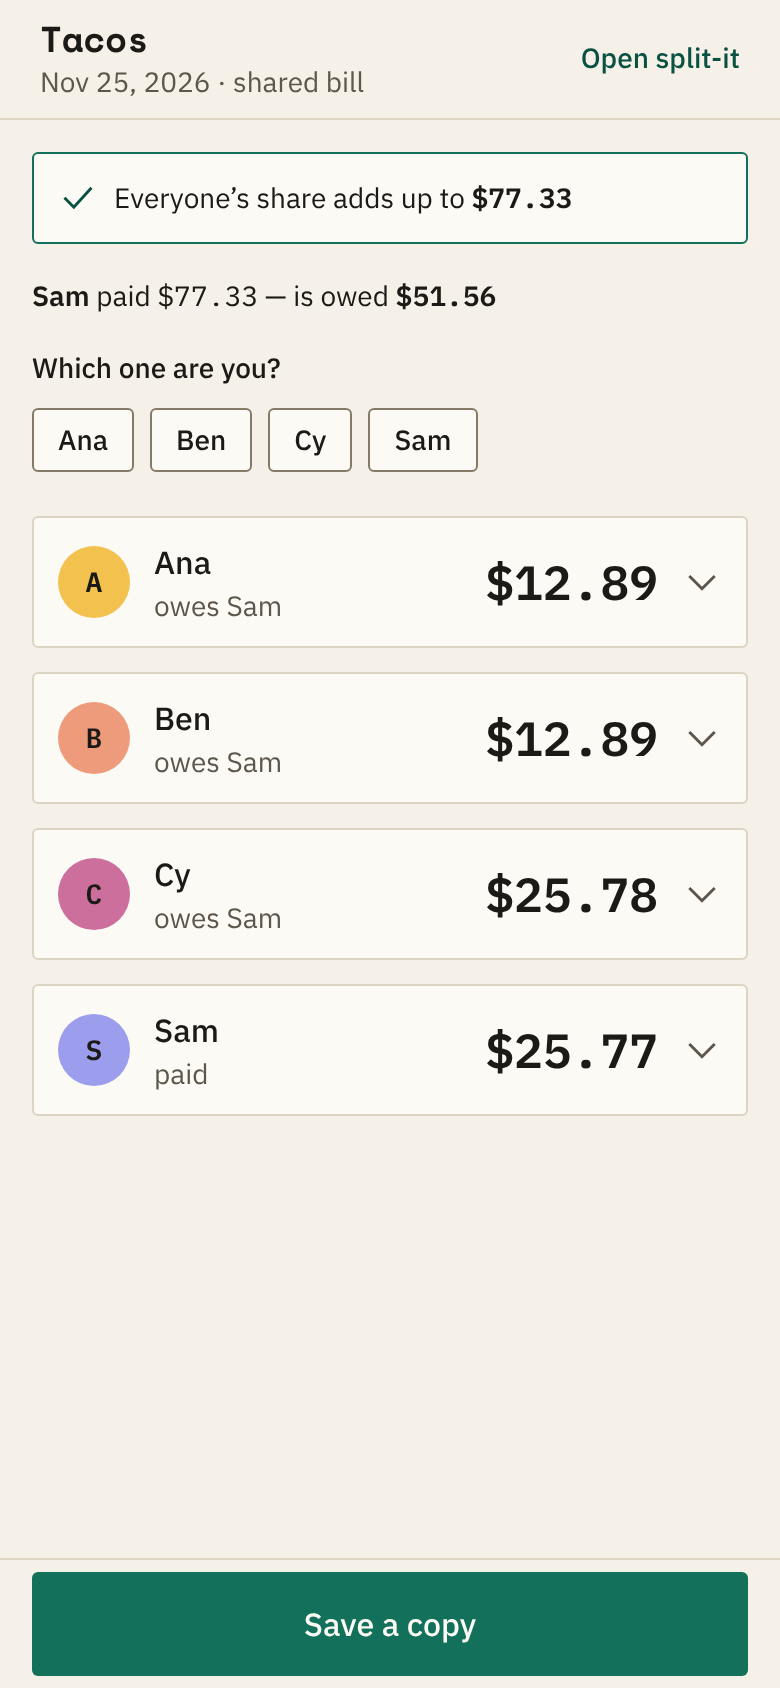 Tacos
Nov 25, 2026 · shared bill
Open split-it
Everyone’s share adds up to $77.33
Sam paid $77.33 — is owed $51.56
Which one are you?
Ana
Ben
Cy
Sam
A
Ana
owes Sam
$12.89
B
Ben
owes Sam
$12.89
C
Cy
owes Sam
$25.78
S
Sam
paid
$25.77
Save a copy